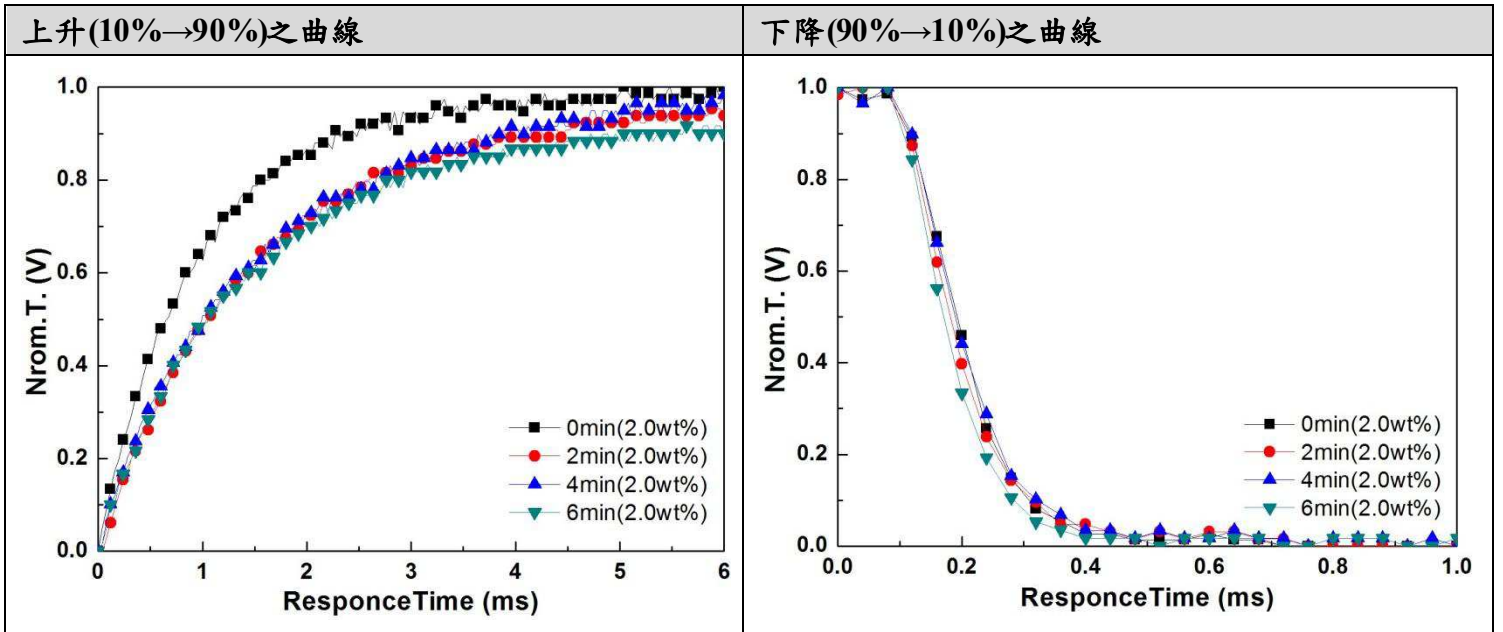 上升(10%→90%)之曲線
下降(90%→10%)之曲線
1.0
0.8
0.6
0.4
0.2
0.0
Nrom.T. (V)
0min(2.0wt%)
2min(2.0wt%)
4min(2.0wt%)
6min(2.0wt%)
0 1 2 3 4 5 6
ResponceTime (ms)
1.0
0.8
0.6
0.4
0.2
0.0
Nrom.T. (V)
0min(2.0wt%)
2min(2.0wt%)
4min(2.0wt%)
6min(2.0wt%)
0.0 0.2 0.4 0.6 0.8 1.0
ResponceTime (ms)